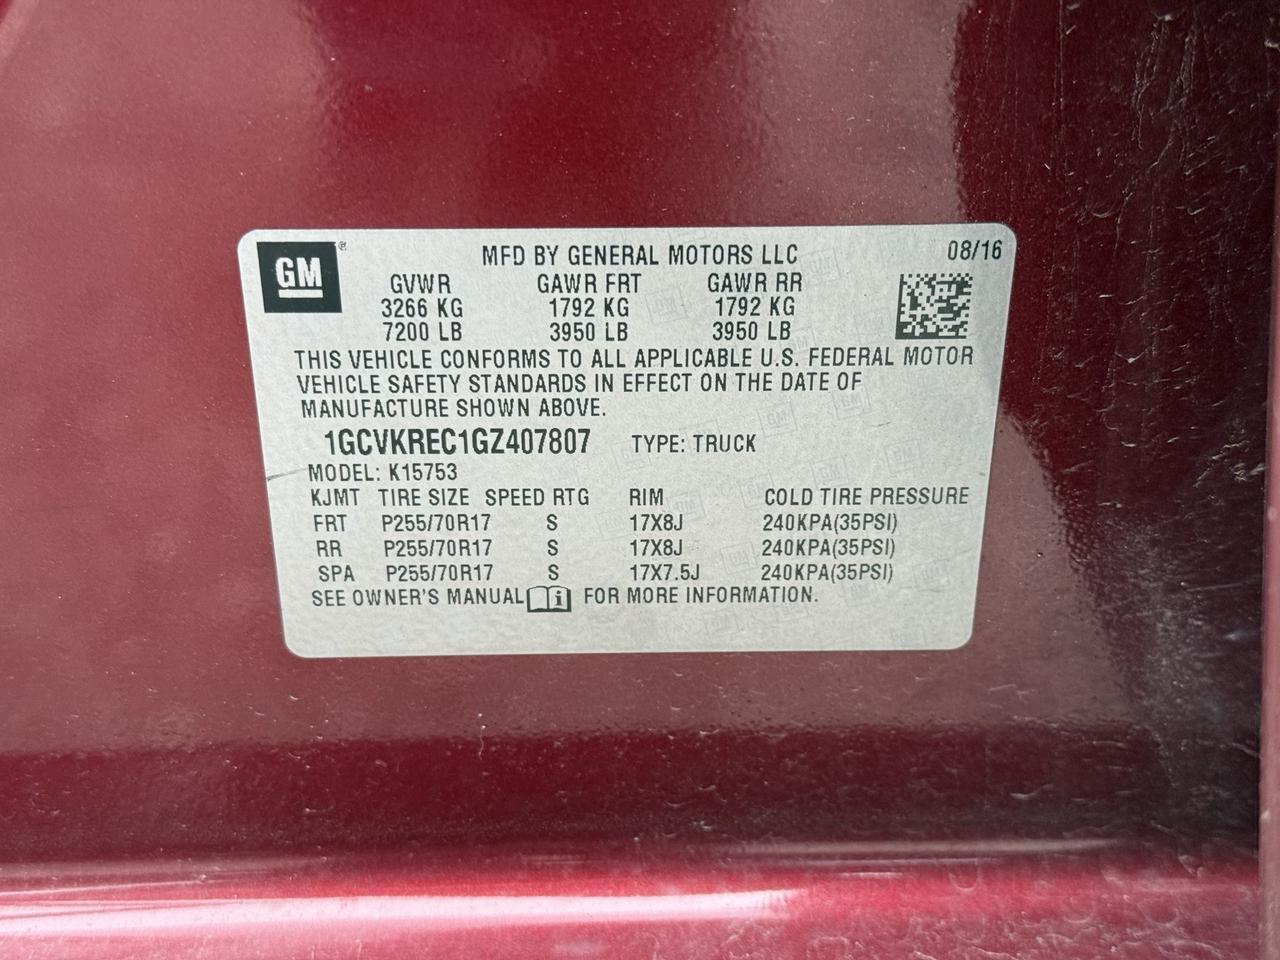 GM ®
MFD BY GENERAL MOTORS LLC 08/16
GVWR GAWR FRT GAWR RR
3266 KG 1792 KG 1792 KG
7200 LB 3950 LB 3950 LB
THIS VEHICLE CONFORMS TO ALL APPLICABLE U.S. FEDERAL MOTOR
VEHICLE SAFETY STANDARDS IN EFFECT ON THE DATE OF
MANUFACTURE SHOWN ABOVE.
1GCVKREC1GZ407807 TYPE: TRUCK
MODEL: K15753
KJMT TIRE SIZE SPEED RTG RIM COLD TIRE PRESSURE
FRT P255/70R17 S 17X8J 240KPA(35PSI)
RR P255/70R17 S 17X8J 240KPA(35PSI)
SPA P255/70R17 S 17X7.5J 240KPA(35PSI)
SEE OWNER'S MANUAL i FOR MORE INFORMATION.